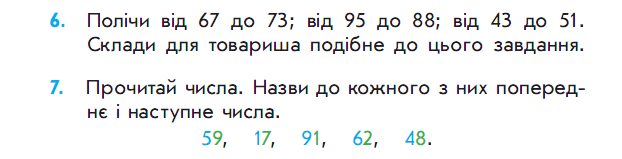 6. Полічи від 67 до 73; від 95 до 88; від 43 до 51.
Склади для товариша подібне до цього завдання.
7. Прочитай числа. Назви до кожного з них поперед-
нє і наступне числа.
59, 17, 91, 62, 48.